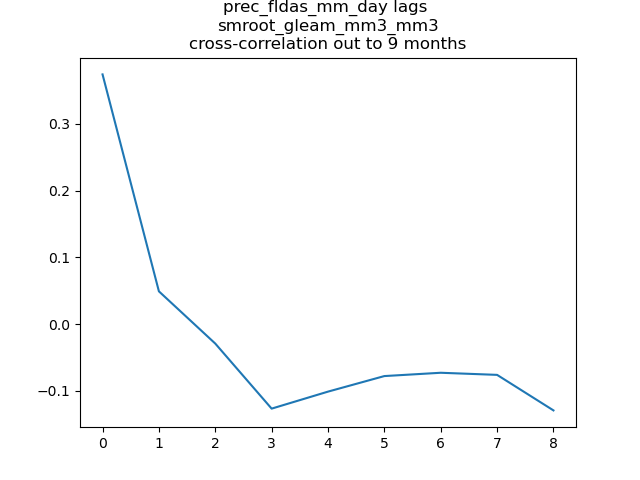 prec_fldas_mm_day lags
smroot_gleam_mm3_mm3
cross-correlation out to 9 months
0.3
0.2
0.1
0.0
−0.1
0 1 2 3 4 5 6 7 8